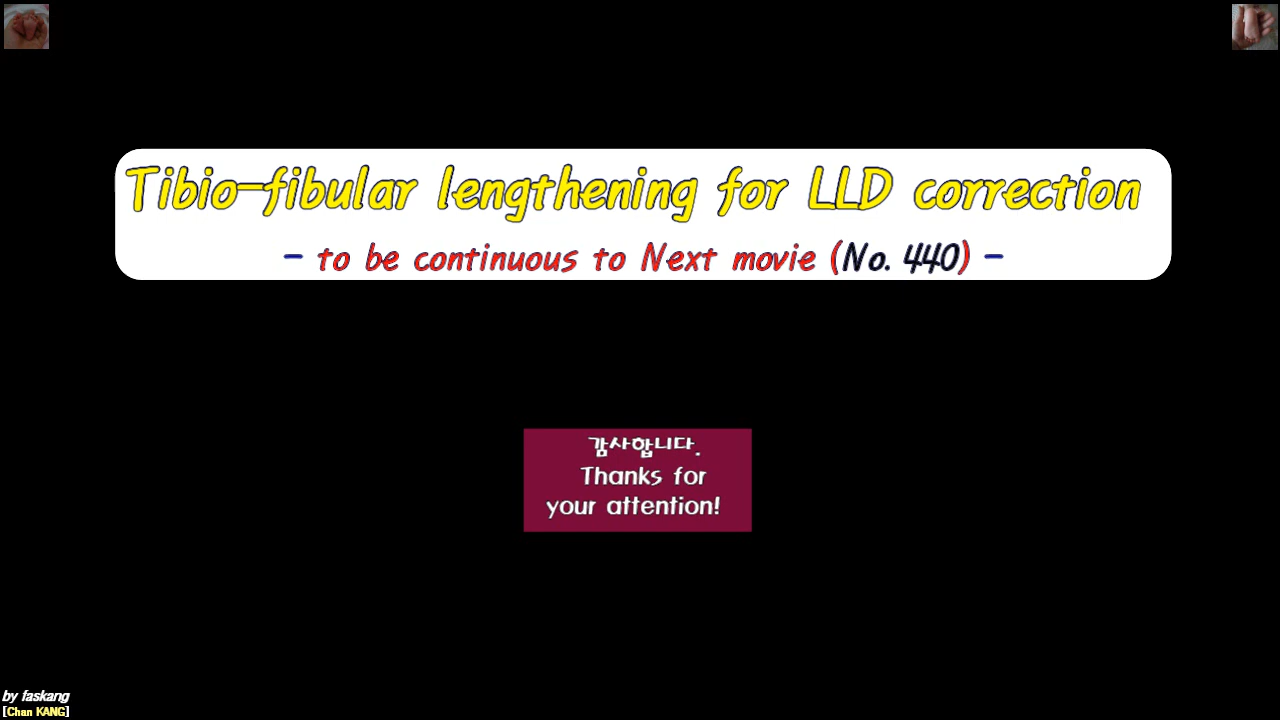 Tibio-fibular lengthening for LLD correction
- to be continuous to Next movie (No. 440) -
감사합니다.
Thanks for
your attention!
by faskang
[Chan KANG]